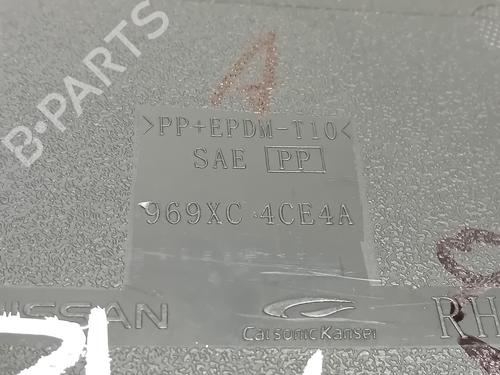 B-PARTS
A
>PP+EPDM-T10<
SAE PP
969XC 4CE4A
NISSAN CalsonicKansei RH